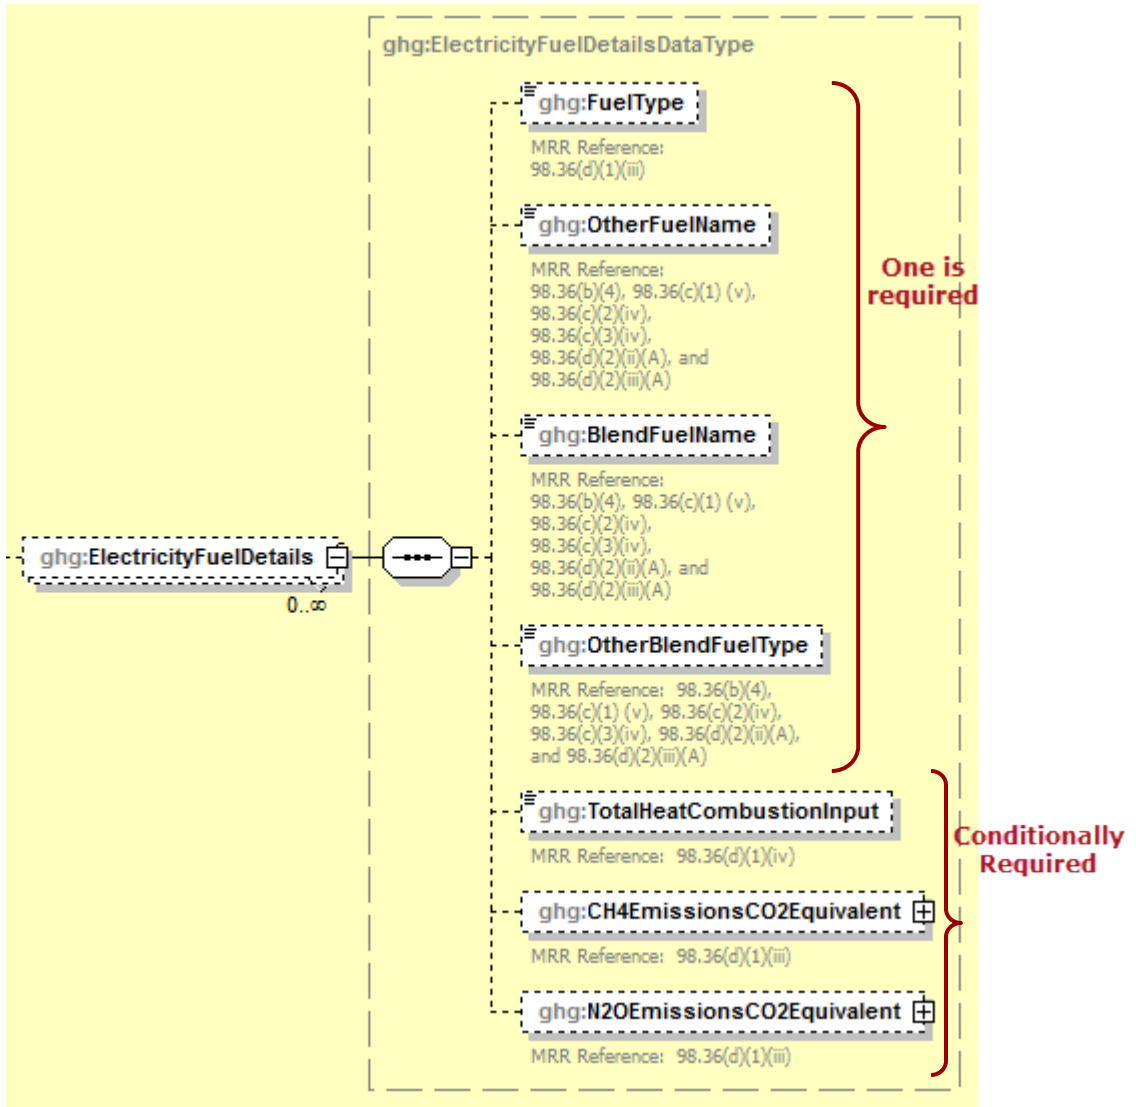 ghg:ElectricityFuelDetailsDataType
ghg:FuelType
MRR Reference:
98.36(d)(1)(iii)
ghg:OtherFuelName
MRR Reference:
98.36(b)(4), 98.36(c)(1) (v),
98.36(c)(2)(iv),
98.36(c)(3)(iv),
98.36(d)(2)(ii)(A), and
98.36(d)(2)(iii)(A)
One is
required
ghg:BlendFuelName
MRR Reference:
98.36(b)(4), 98.36(c)(1) (v),
98.36(c)(2)(iv),
98.36(c)(3)(iv),
98.36(d)(2)(ii)(A), and
98.36(d)(2)(iii)(A)
ghg:ElectricityFuelDetails
0..∞
ghg:OtherBlendFuelType
MRR Reference: 98.36(b)(4),
98.36(c)(1) (v), 98.36(c)(2)(iv),
98.36(c)(3)(iv), 98.36(d)(2)(ii)(A),
and 98.36(d)(2)(iii)(A)
ghg:TotalHeatCombustionInput
MRR Reference: 98.36(d)(1)(iv)
Conditionally
Required
ghg:CH4EmissionsCO2Equivalent
MRR Reference: 98.36(d)(1)(iii)
ghg:N2OEmissionsCO2Equivalent
MRR Reference: 98.36(d)(1)(iii)